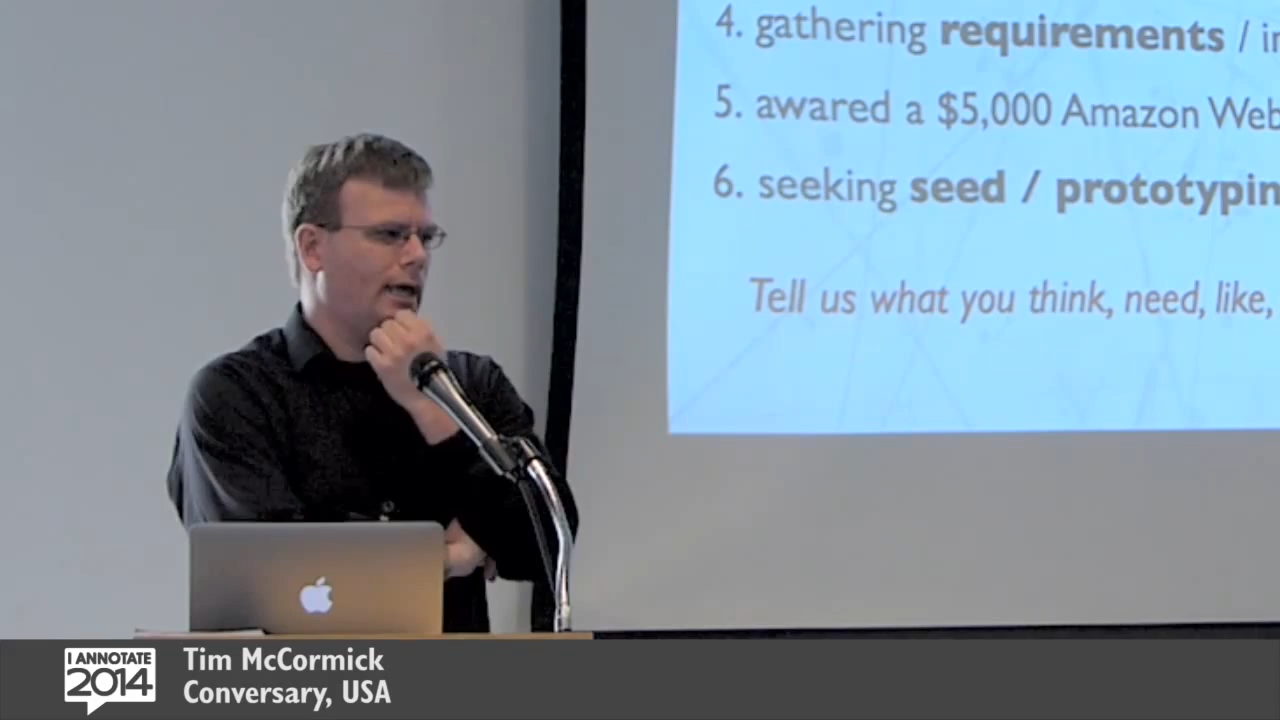 4. gathering requirements /
5. awared a $5,000 Amazon Web
6. seeking seed / prototypin
Tell us what you think, need, like,
I ANNOTATE
2014
Tim McCormick
Conversary, USA